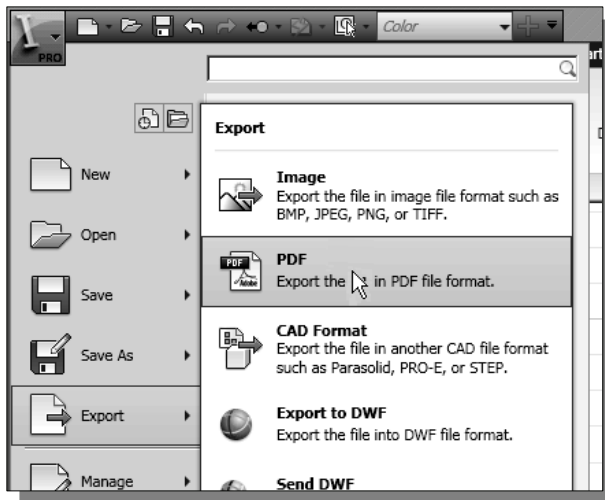 Color
PRO
art
Export
New
Open
Save
Save As
Export
Manage
Image
Export the file in image file format such as
BMP, JPEG, PNG, or TIFF.
PDF
PDF
Adobe
Export the in PDF file format.
CAD Format
Export the file in another CAD file format
such as Parasolid, PRO-E, or STEP.
Export to DWF
Export the file into DWF file format.
Send DWF